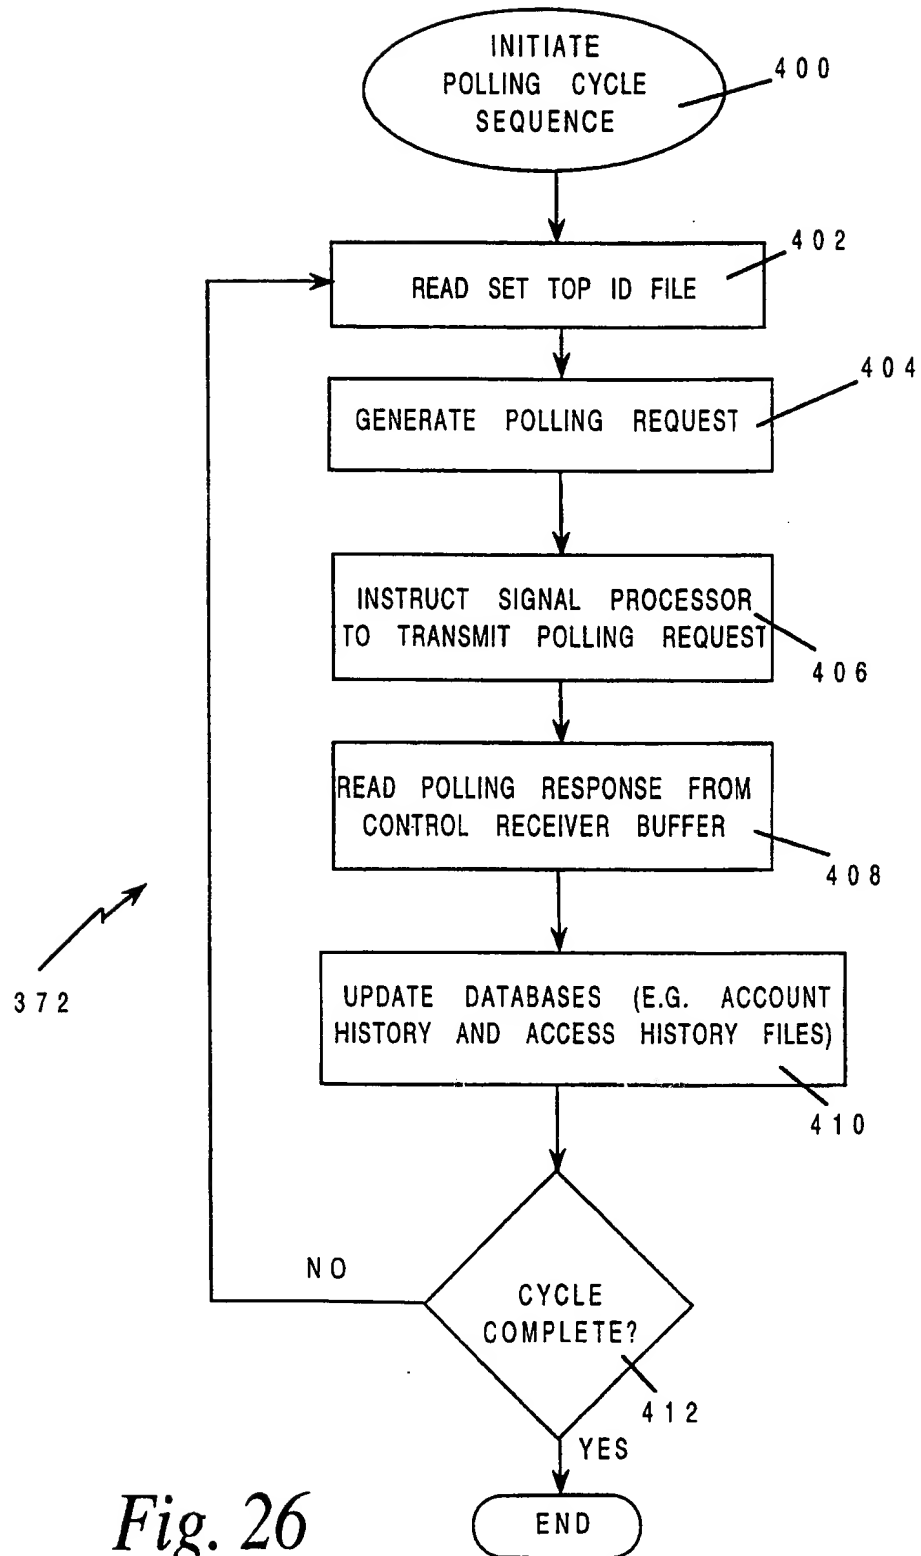 INITIATE
POLLING CYCLE
SEQUENCE
400
402
READ SET TOP ID FILE
404
GENERATE POLLING REQUEST
INSTRUCT SIGNAL PROCESSOR
TO TRANSMIT POLLING REQUEST
406
READ POLLING RESPONSE FROM
CONTROL RECEIVER BUFFER
408
372
UPDATE DATABASES (E.G. ACCOUNT
HISTORY AND ACCESS HISTORY FILES)
410
NO
CYCLE
COMPLETE?
412
YES
END
Fig. 26